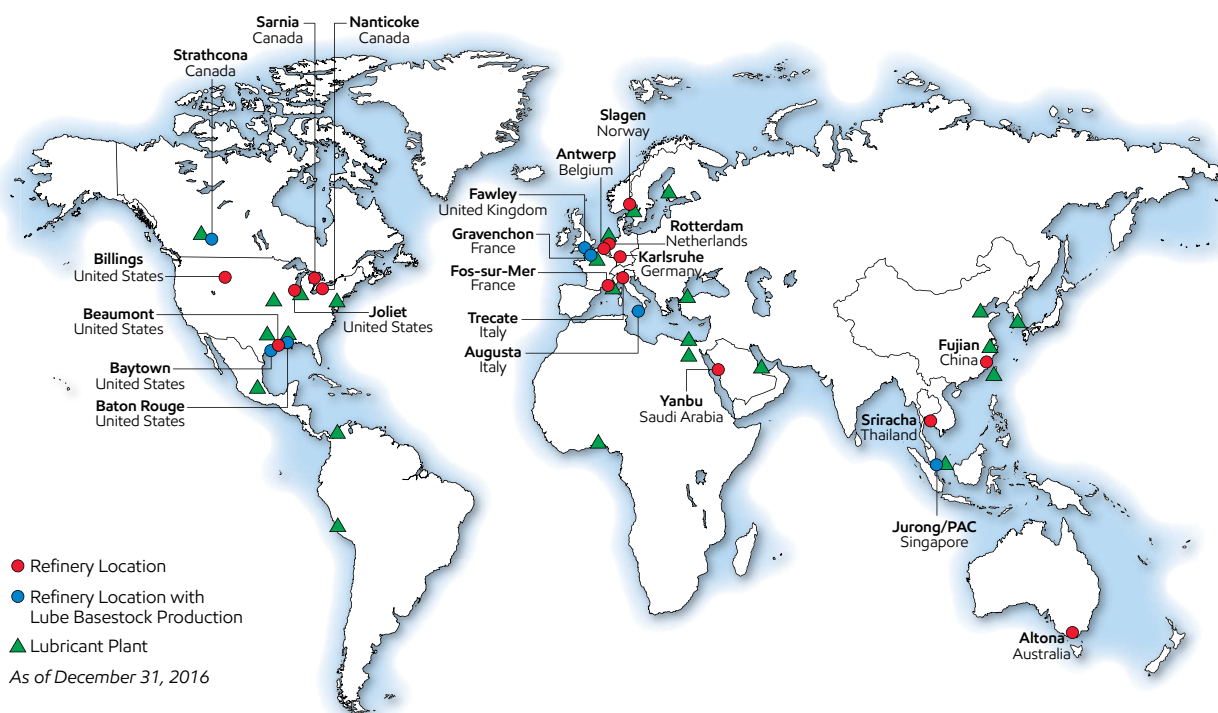 Sarnia
Canada
Nanticoke
Canada
Strathcona
Canada
Slagen
Norway
Antwerp
Belgium
Fawley
United Kingdom
Rotterdam
Netherlands
Gravenchon
France
Karlsruhe
Germany
Billings
United States
Fos-sur-Mer
France
Beaumont
United States
Joliet
United States
Trecate
Italy
Augusta
Italy
Fujian
China
Baytown
United States
Baton Rouge
United States
Yanbu
Saudi Arabia
Sriracha
Thailand
Jurong/PAC
Singapore
Altona
Australia
Refinery Location
Refinery Location with
Lube Basestock Production
Lubricant Plant
As of December 31, 2016